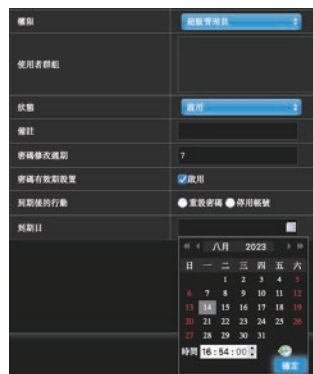 權限 超級管理員
使用者群組
狀態 啟用
備註
密碼修改週期 7
密碼有效期設置 啟用
到期後的行動 重設密碼 停用帳號
到期日
八月 2023
日 一 二 三 四 五 六
1 2 3 4 5
6 7 8 9 10 11 12
13 14 15 16 17 18 19
20 21 22 23 24 25 26
27 28 29 30 31
時間 16:54:00
確定